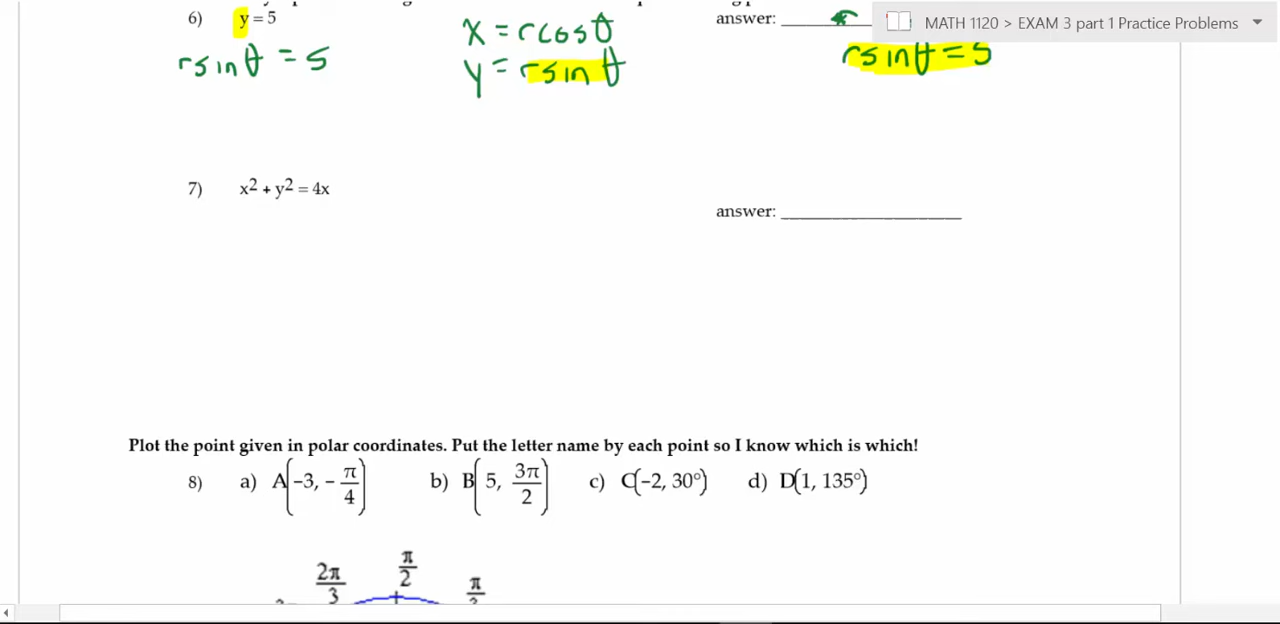 MATH 1120 > EXAM 3 part 1 Practice Problems
6) y = 5
answer:
x = rcosθ
rsinθ = 5
y = rsinθ
rsinθ = 5
7) x² + y² = 4x
answer:
Plot the point given in polar coordinates. Put the letter name by each point so I know which is which!
8) a) A(-3, -π/4) b) B(5, 3π/2) c) C(-2, 30°) d) D(1, 135°)
2π/3 π/2 π